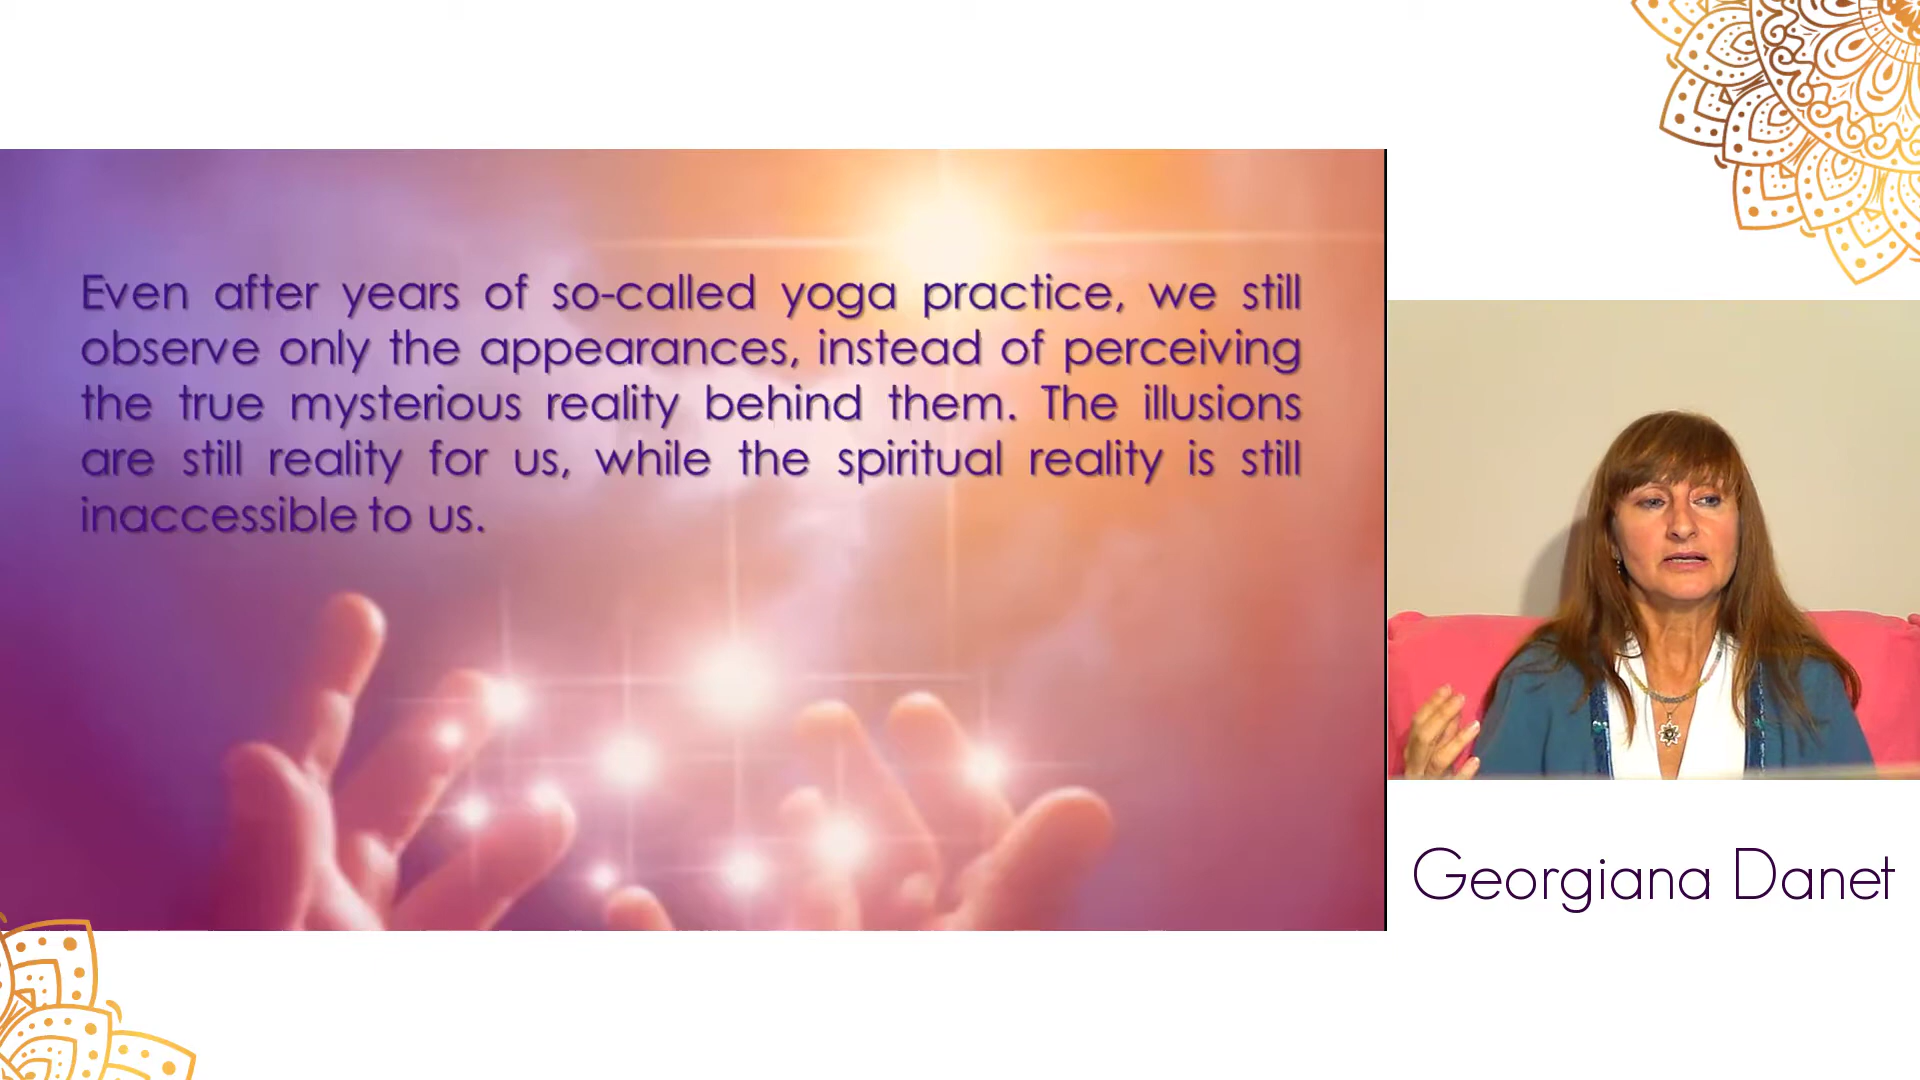 Even after years of so-called yoga practice, we still
observe only the appearances, instead of perceiving
the true mysterious reality behind them. The illusions
are still reality for us, while the spiritual reality is still
inaccessible to us.
Georgiana Danet